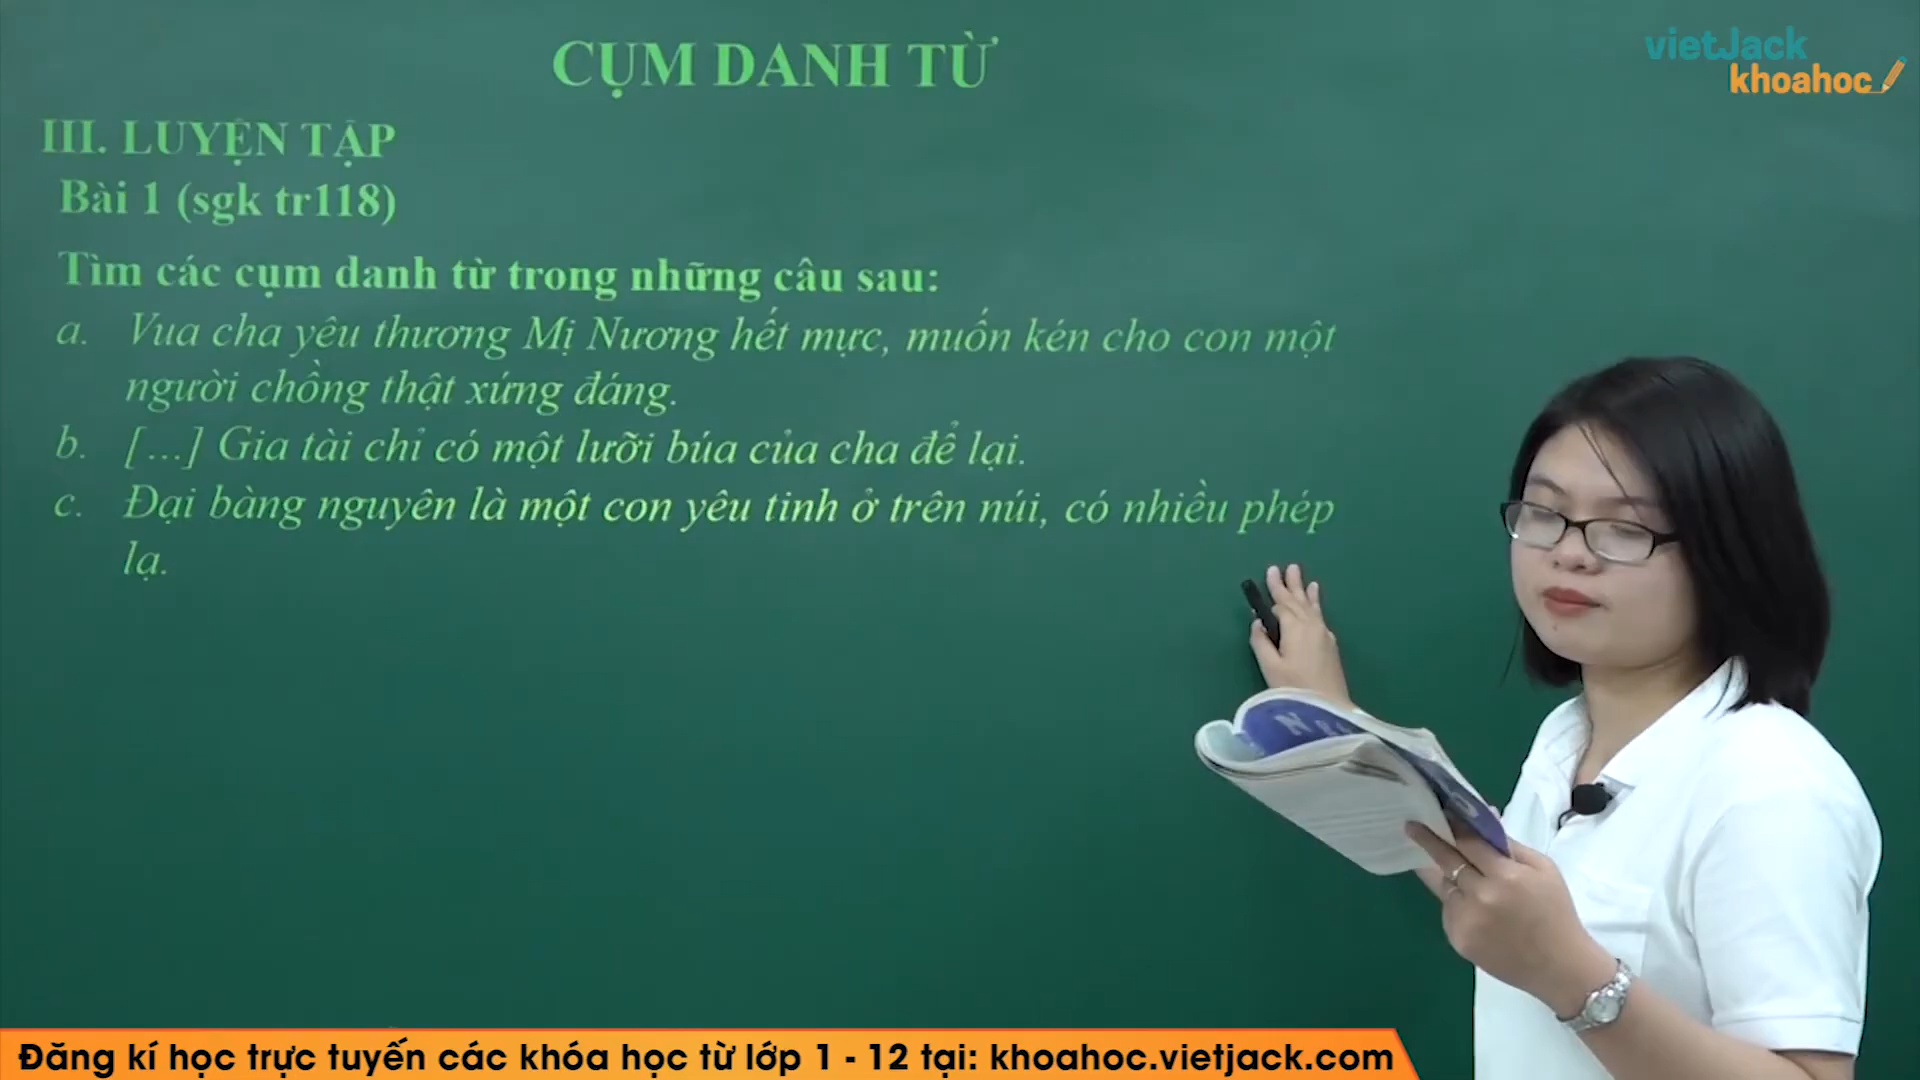 CỤM DANH TỪ
vietJack
khoahoc
III. LUYỆN TẬP
Bài 1 (sgk tr118)
Tìm các cụm danh từ trong những câu sau:
a. Vua cha yêu thương Mị Nương hết mực, muốn kén cho con một
người chồng thật xứng đáng.
b. [...] Gia tài chỉ có một lưỡi búa của cha để lại.
c. Đại bàng nguyên là một con yêu tinh ở trên núi, có nhiều phép
lạ.
Đăng kí học trực tuyến các khóa học từ lớp 1 - 12 tại: khoahoc.vietjack.com